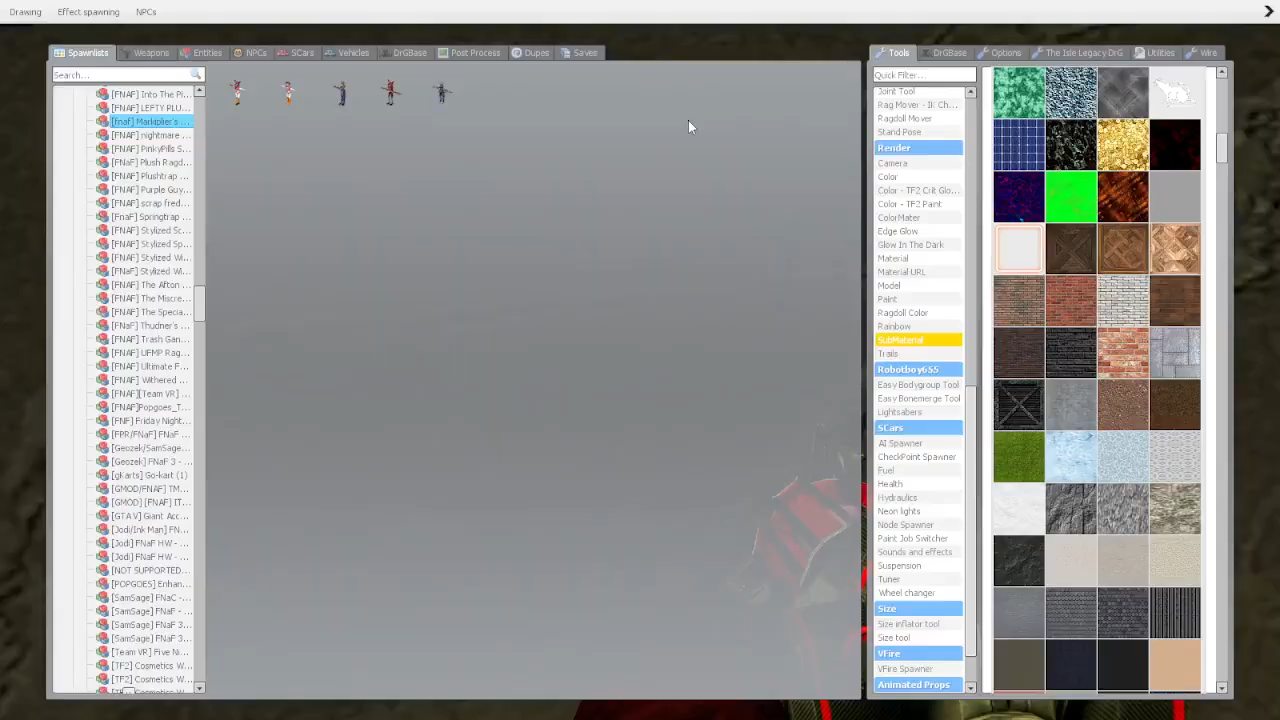 Drawing Effect spawning NPCs
Spawnlists Weapons Entities NPCs SCars Vehicles DrGBase Post Process Dupes Saves
Search...
[FNAF] Into The Pi...
[FNAF] LEFTY PLU...
[fnaf] Markiplier's ...
[FNAF] nightmare ...
[FNAF] PinkyPills S...
[FNaF] Plush Ragd...
[FNAF] Plushtrap ...
[FNAF] Purple Guy...
[FNAF] scrap fred...
[FnaF] Springtrap ...
[FNAF] Stylized Sc...
[FNAF] Stylized Sp...
[FNAF] Stylized Wi...
[FNaF] Stylized Wi...
[FNAF] The Afton ...
[FNAF] The Miscre...
[FNAF] The Specia...
[FNaF] Thudner's ...
[FNAF] Trash Gan...
[FNAF] UFMP Rag...
[FNAF] Ultimate F...
[FNAF] Withered ...
[FNAF][Team VR] ...
[FNAF]Popgoes_T...
[FNF] Friday Night...
[FPR/FNaF] FNaF ...
[Geozek/SamSage...
[Geozek] FNaF 3 - ...
[gKarts] Go-kart (1)
[GMOD/FNAF] TM...
[GMOD] [FNAF] IT...
[GTA V] Giant Acc...
[Jodi/Ink Man] FN...
[Jodi] FNaF HW - ...
[Jodi] FNaF HW - ...
[NOT SUPPORTED...
[POPGOES] Enhan...
[SamSage] FNaC - ...
[SamSage] FNaF - ...
[SamSage] FNaF 3...
[SamSage] FNaF 3...
[Team VR] Five Ni...
[TF2] Cosmetics W...
[TF2] Cosmetics W...
Tools DrGBase Options The Isle Legacy DrG Utilities Wire
Quick Filter...
Joint Tool
Rag Mover - Ik Ch...
Ragdoll Mover
Stand Pose
Render
Camera
Color
Color - TF2 Crit Glo...
Color - TF2 Paint
ColorMater
Edge Glow
Glow In The Dark
Material
Material URL
Model
Paint
Ragdoll Color
Rainbow
SubMaterial
Trails
Robotboy655
Easy Bodygroup Tool
Easy Bonemerge Tool
Lightsabers
SCars
AI Spawner
CheckPoint Spawner
Fuel
Health
Hydraulics
Neon lights
Node Spawner
Paint Job Switcher
Sounds and effects
Suspension
Tuner
Wheel changer
Size
Size inflator tool
Size tool
VFire
VFire Spawner
Animated Props